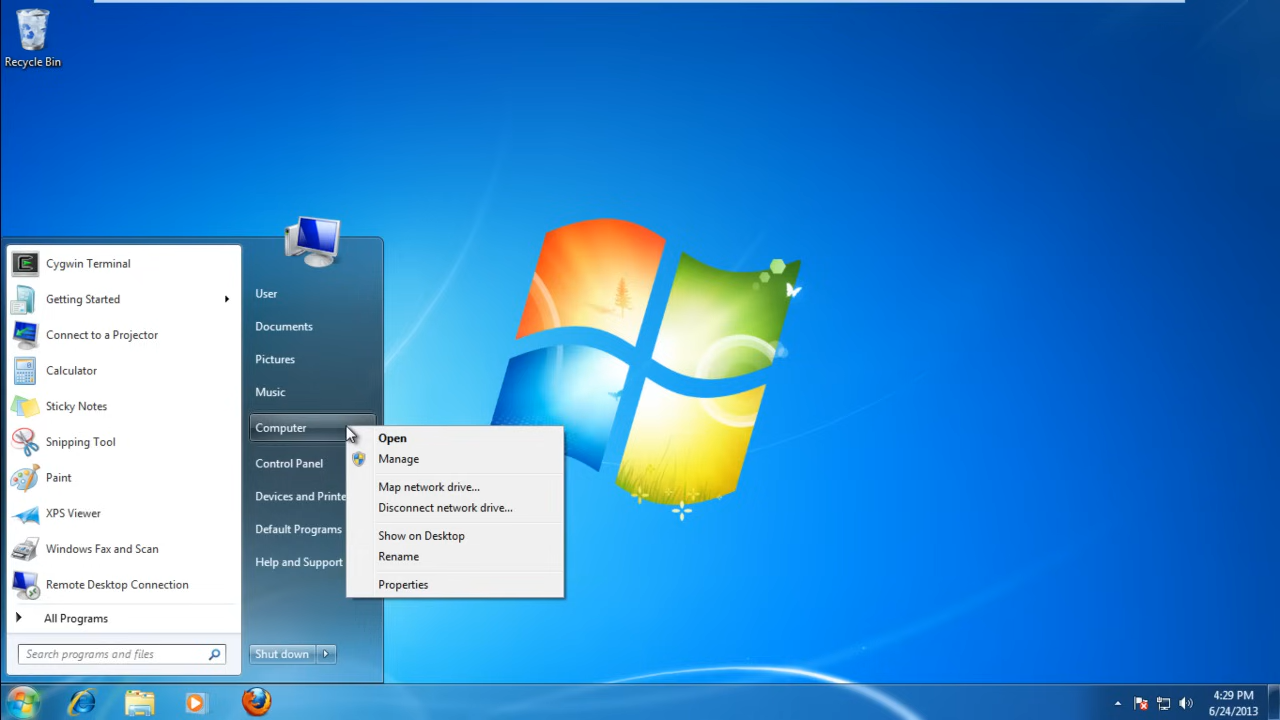 Recycle Bin
Cygwin Terminal
Getting Started
Connect to a Projector
Calculator
Sticky Notes
Snipping Tool
Paint
XPS Viewer
Windows Fax and Scan
Remote Desktop Connection
All Programs
Search programs and files
User
Documents
Pictures
Music
Computer
Control Panel
Devices and Printe
Default Programs
Help and Support
Shut down
Open
Manage
Map network drive...
Disconnect network drive...
Show on Desktop
Rename
Properties
4:29 PM
6/24/2013